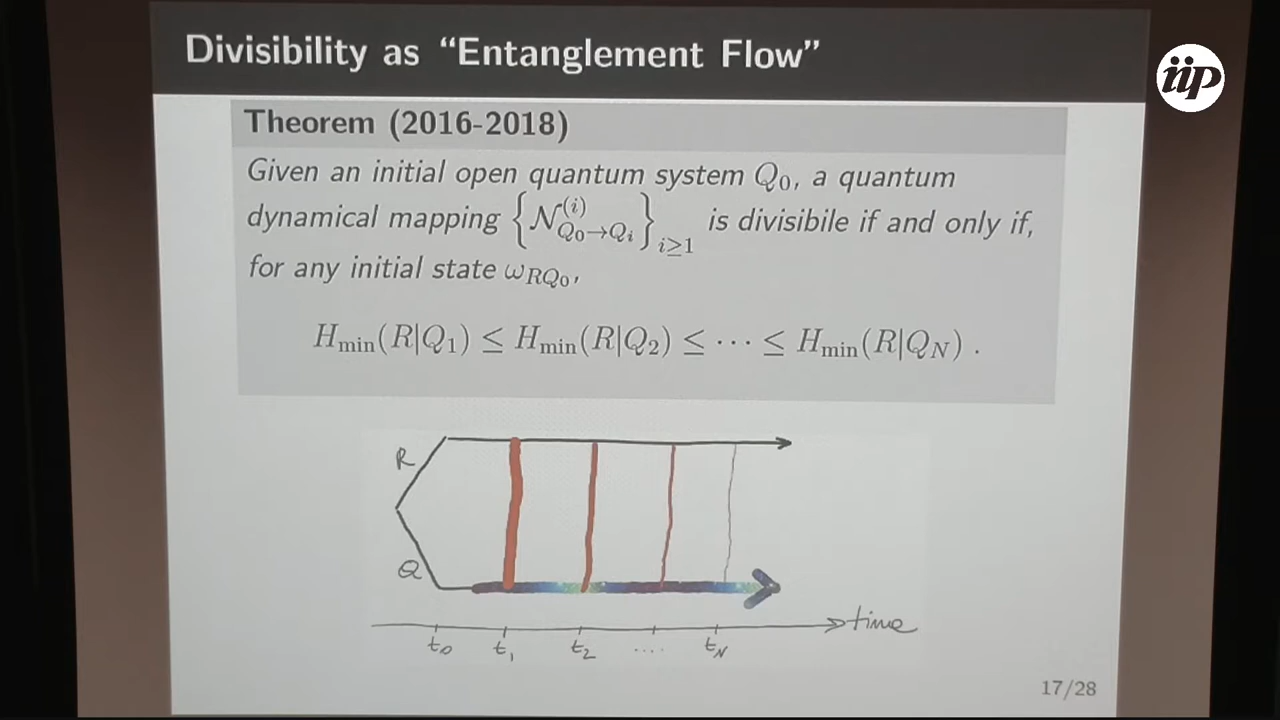 Divisibility as “Entanglement Flow”
iip
Theorem (2016-2018)
Given an initial open quantum system Q₀, a quantum
dynamical mapping {𝒩^{(i)}_{Q₀→Qᵢ}}_{i≥1} is divisibile if and only if,
for any initial state ω_{RQ₀},
H_min(R|Q₁) ≤ H_min(R|Q₂) ≤ ··· ≤ H_min(R|Q_N) .
R
Q
time
t₀ t₁ t₂ .... t_N
17/28